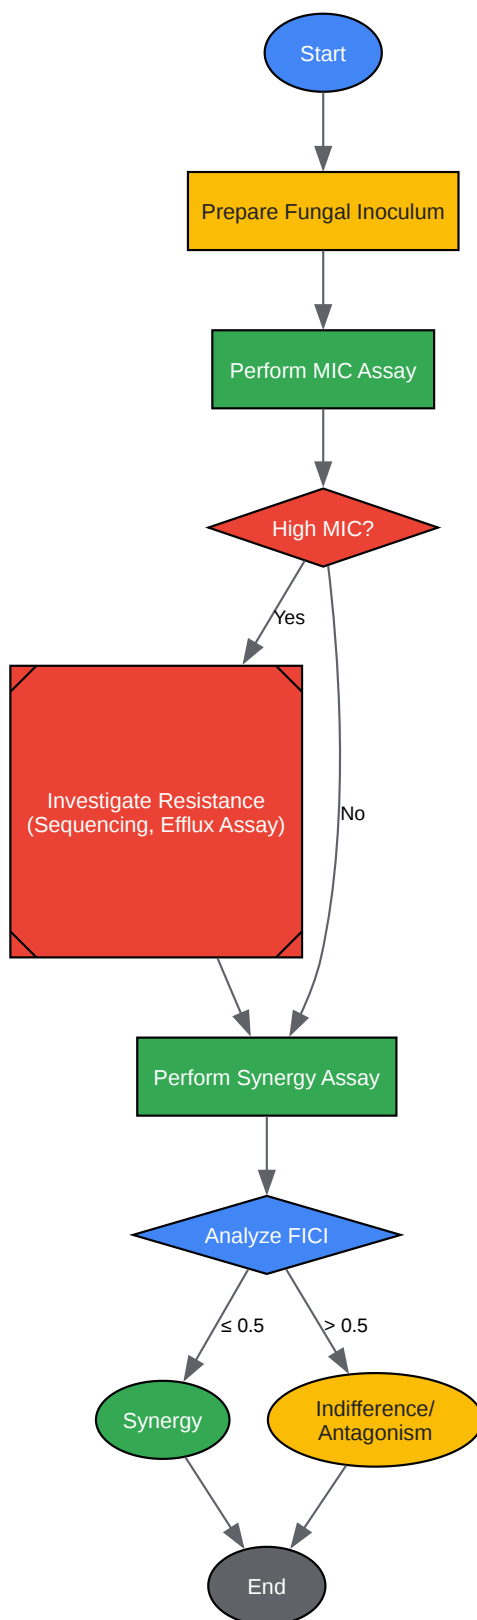 Start
Prepare Fungal Inoculum
Perform MIC Assay
High MIC?
Yes
Investigate Resistance
(Sequencing, Efflux Assay)
No
Perform Synergy Assay
Analyze FICI
≤ 0.5
> 0.5
Synergy
Indifference/
Antagonism
End